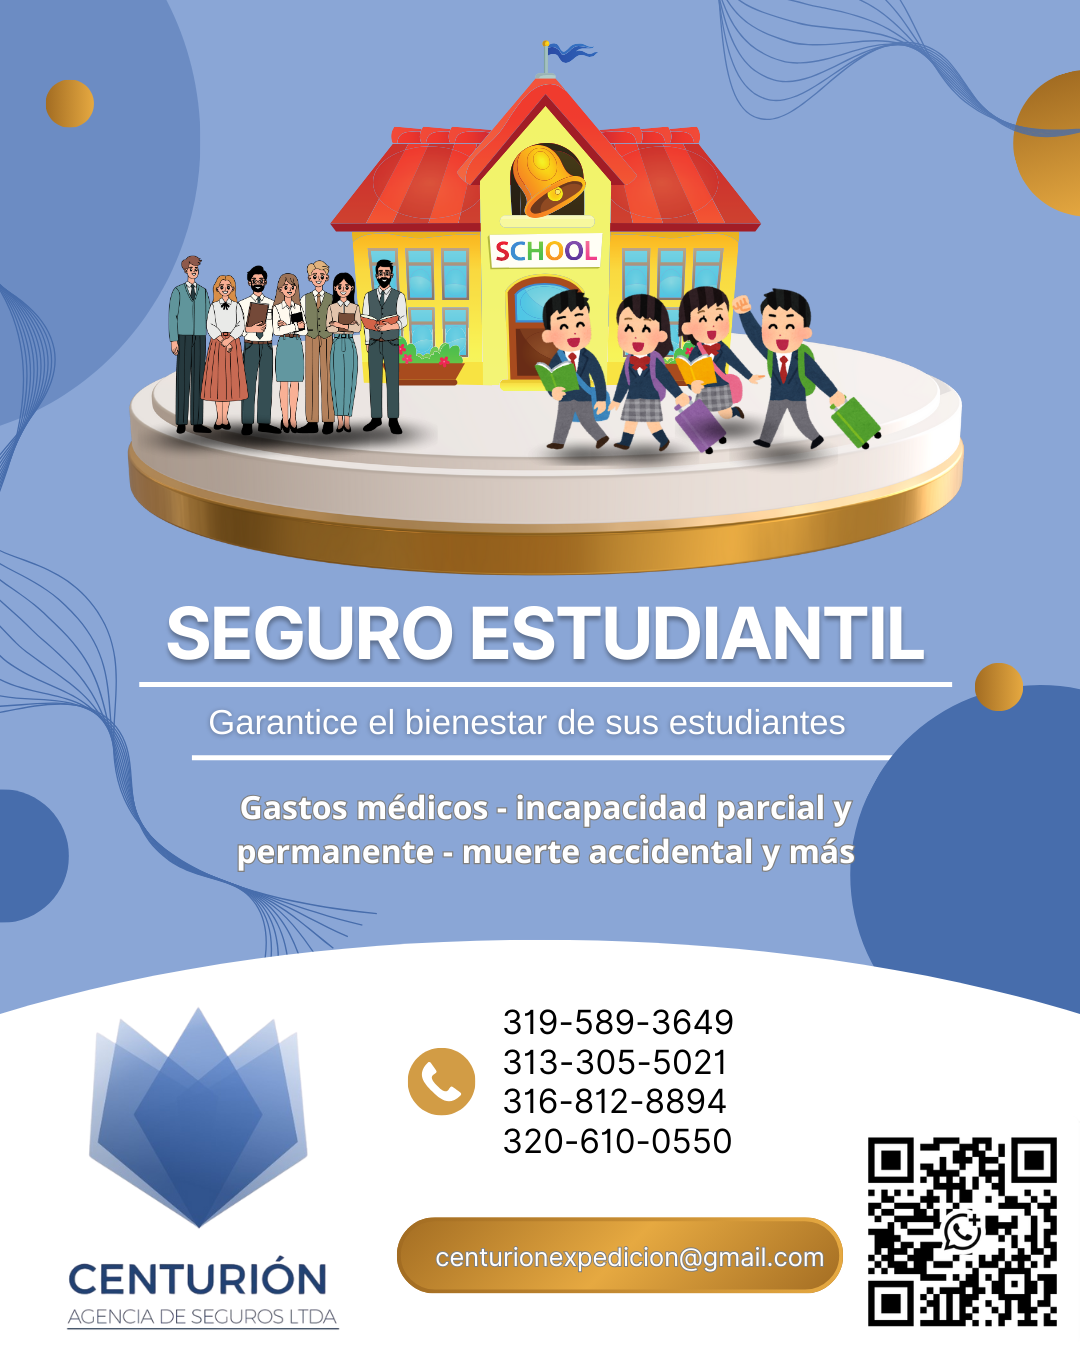 SCHOOL
SEGURO ESTUDIANTIL
Garantice el bienestar de sus estudiantes
Gastos médicos - incapacidad parcial y
permanente - muerte accidental y más
319-589-3649
313-305-5021
316-812-8894
320-610-0550
centurionexpedicion@gmail.com
CENTURIÓN
AGENCIA DE SEGUROS LTDA